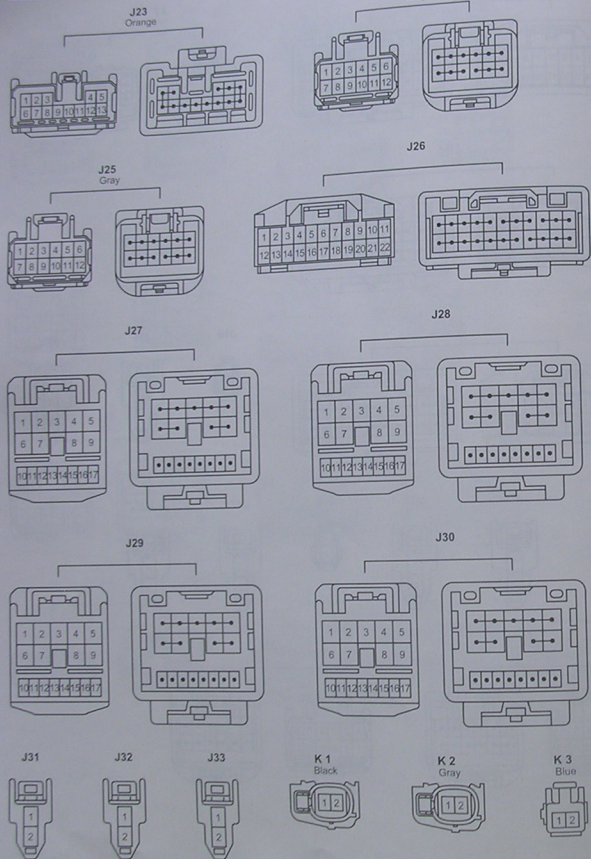 J23
Orange
1 2 3 4 5
6 7 8 9 10 11 12 13
1 2 3 4 5 6
7 8 9 10 11 12
J25
Gray
1 2 3 4 5 6
7 8 9 10 11 12
J26
1 2 3 4 5 6 7 8 9 10 11
12 13 14 15 16 17 18 19 20 21 22
J27
1 2 3 4 5
6 7 8 9
10 11 12 13 14 15 16 17
J28
1 2 3 4 5
6 7 8 9
10 11 12 13 14 15 16 17
J29
1 2 3 4 5
6 7 8 9
10 11 12 13 14 15 16 17
J30
1 2 3 4 5
6 7 8 9
10 11 12 13 14 15 16 17
J31
1
2
J32
1
2
J33
1
2
K 1
Black
1 2
K 2
Gray
1 2
K 3
Blue
1 2